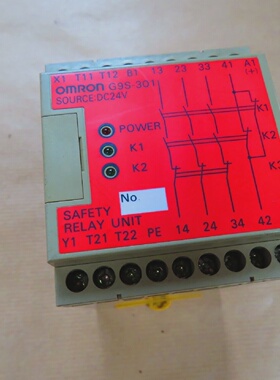 X1 T11 T12 B1 13 23 33 41 A1
(+)
OMRON G9S-301
SOURCE:DC24V
POWER
K1
K2
K1
K2
No
SAFETY
RELAY UNIT
Y1 T21 T22 PE 14 24 34 42